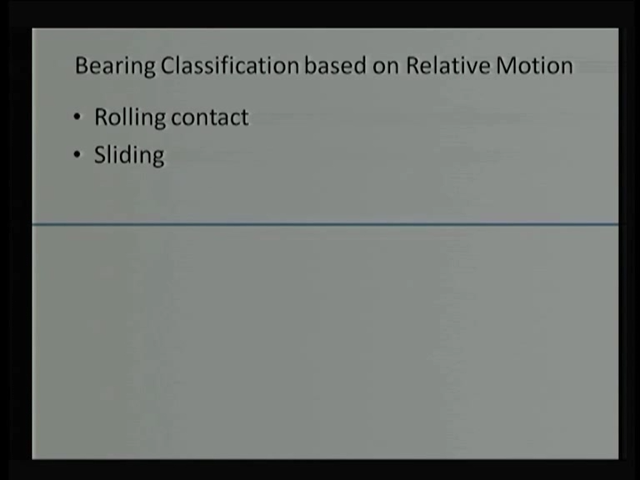 Bearing Classification based on Relative Motion
• Rolling contact
• Sliding